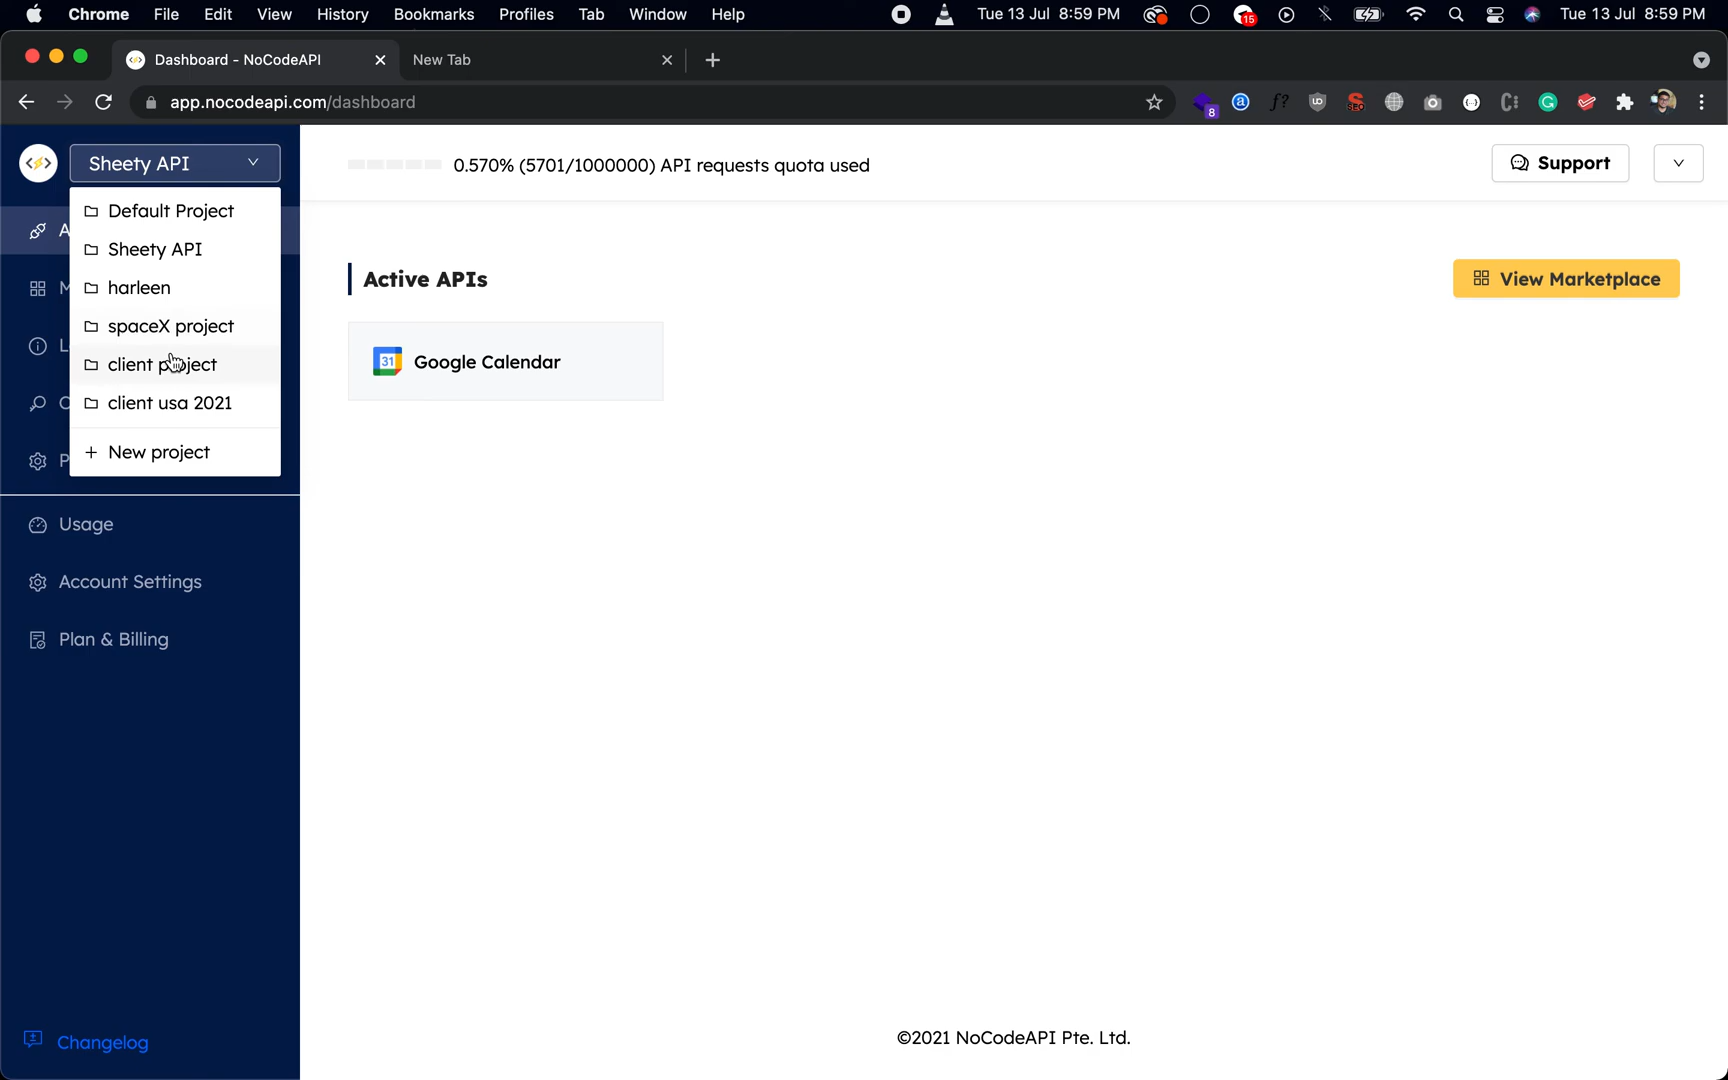 Chrome File Edit View History Bookmarks Profiles Tab Window Help 15 Tue 13 Jul 8:59 PM Tue 13 Jul 8:59 PM
Dashboard - NoCodeAPI New Tab
app.nocodeapi.com/dashboard 8
Sheety API
0.570% (5701/1000000) API requests quota used
Support
Default Project
Sheety API
harleen
spaceX project
client project
client usa 2021
+ New project
A
M
L
C
P
Usage
Account Settings
Plan & Billing
Changelog
Active APIs
View Marketplace
31 Google Calendar
©2021 NoCodeAPI Pte. Ltd.